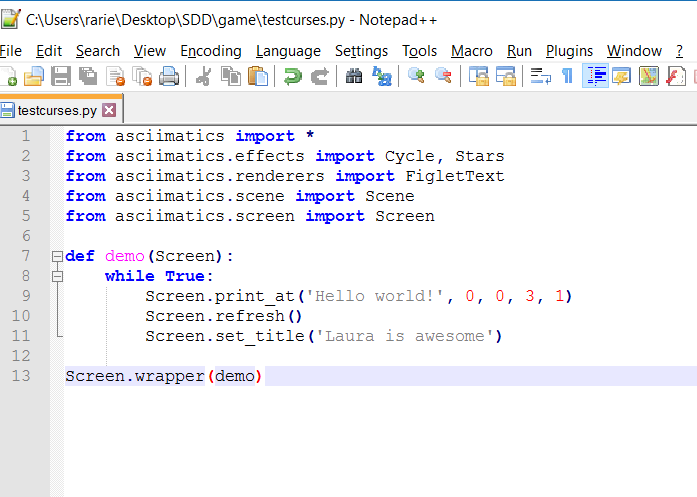 C:\Users\rarie\Desktop\SDD\game\testcurses.py - Notepad++
File Edit Search View Encoding Language Settings Tools Macro Run Plugins Window ?
testcurses.py
1 from asciimatics import *
2 from asciimatics.effects import Cycle, Stars
3 from asciimatics.renderers import FigletText
4 from asciimatics.scene import Scene
5 from asciimatics.screen import Screen
6
7 def demo(Screen):
8     while True:
9         Screen.print_at('Hello world!', 0, 0, 3, 1)
10         Screen.refresh()
11         Screen.set_title('Laura is awesome')
12
13 Screen.wrapper(demo)